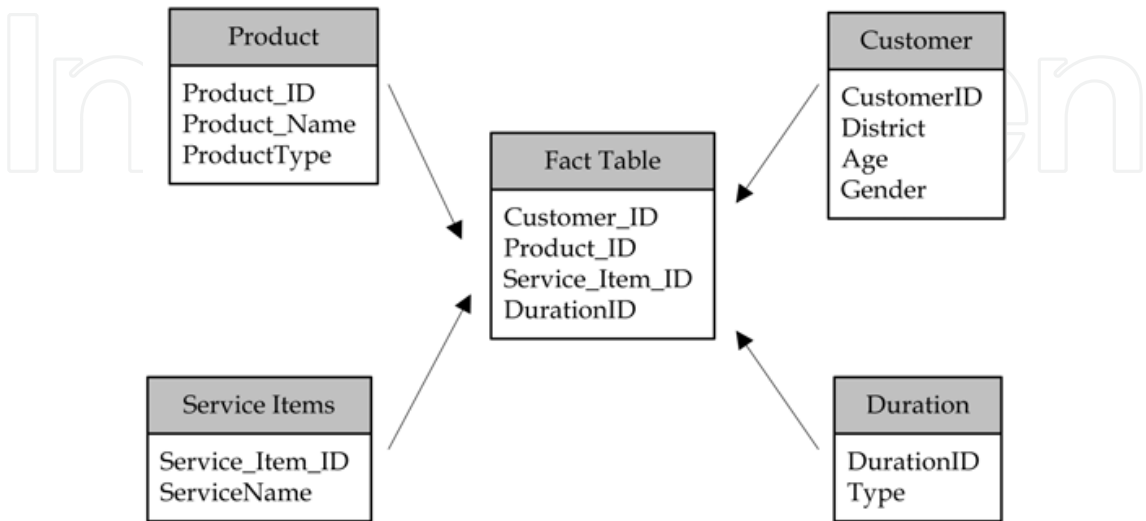 Product
Product_ID
Product_Name
ProductType
Customer
CustomerID
District
Age
Gender
Fact Table
Customer_ID
Product_ID
Service_Item_ID
DurationID
Service Items
Service_Item_ID
ServiceName
Duration
DurationID
Type